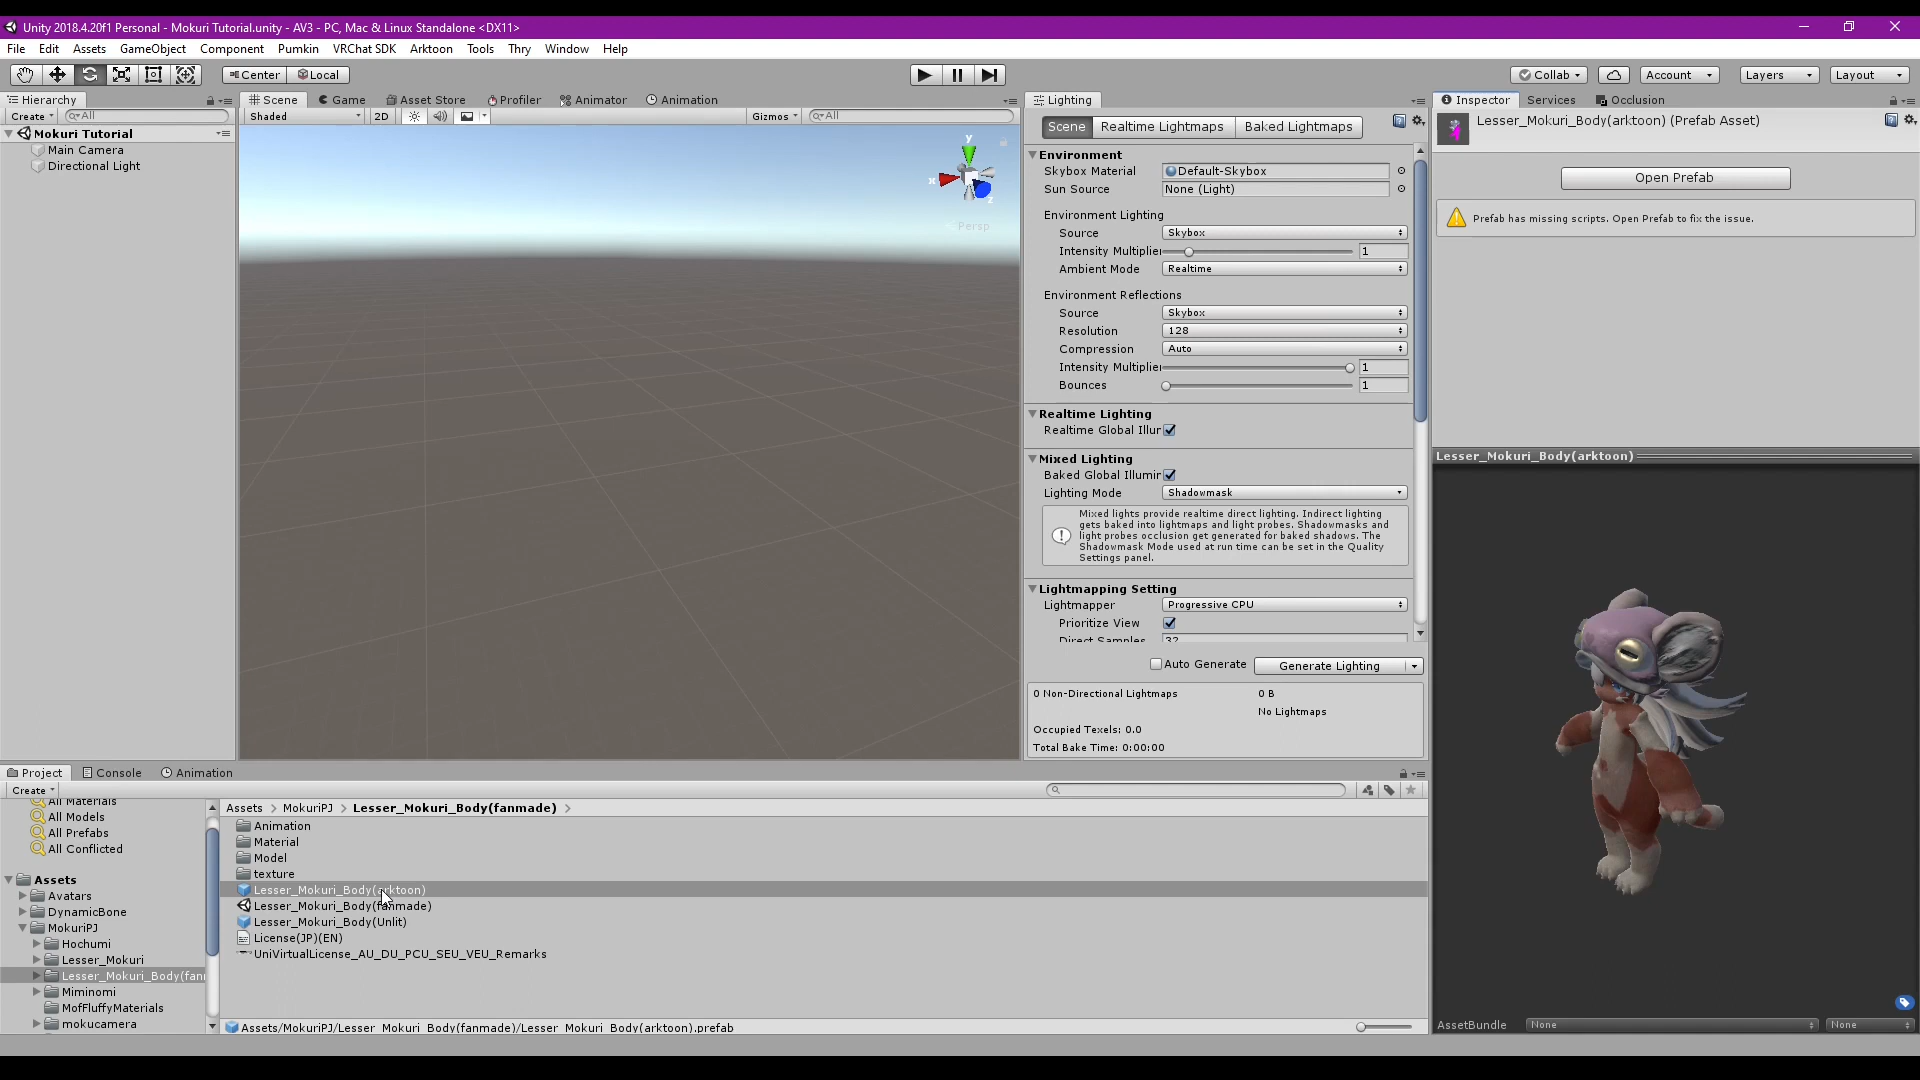 Unity 2018.4.20f1 Personal - Mokuri Tutorial.unity - AV3 - PC, Mac & Linux Standalone <DX11>
File Edit Assets GameObject Component Pumkin VRChat SDK Arktoon Tools Thry Window Help
Center Local Collab Account Layers Layout
Hierarchy
Create All
Mokuri Tutorial
Main Camera
Directional Light
Scene Game Asset Store Profiler Animator Animation
Shaded 2D Gizmos All
y
x
z
Persp
Lighting
Scene Realtime Lightmaps Baked Lightmaps
Environment
Skybox Material Default-Skybox
Sun Source None (Light)
Environment Lighting
Source Skybox
Intensity Multiplier 1
Ambient Mode Realtime
Environment Reflections
Source Skybox
Resolution 128
Compression Auto
Intensity Multiplier 1
Bounces 1
Realtime Lighting
Realtime Global Illur
Mixed Lighting
Baked Global Illumir
Lighting Mode Shadowmask
Mixed lights provide realtime direct lighting. Indirect lighting
gets baked into lightmaps and light probes. Shadowmasks and
light probes occlusion get generated for baked shadows. The
Shadowmask Mode used at run time can be set in the Quality
Settings panel.
Lightmapping Setting
Lightmapper Progressive CPU
Prioritize View
Direct Samples 32
Auto Generate Generate Lighting
0 Non-Directional Lightmaps 0 B
No Lightmaps
Occupied Texels: 0.0
Total Bake Time: 0:00:00
Inspector Services Occlusion
Lesser_Mokuri_Body(arktoon) (Prefab Asset)
Open Prefab
Prefab has missing scripts. Open Prefab to fix the issue.
Lesser_Mokuri_Body(arktoon)
AssetBundle None None
Project Console Animation
Create
All Materials
All Models
All Prefabs
All Conflicted
Assets
Avatars
DynamicBone
MokuriPJ
Hochumi
Lesser_Mokuri
Lesser_Mokuri_Body(fanr
Miminomi
MofFluffyMaterials
mokucamera
Assets > MokuriPJ > Lesser_Mokuri_Body(fanmade) >
Animation
Material
Model
texture
Lesser_Mokuri_Body(arktoon)
Lesser_Mokuri_Body(fanmade)
Lesser_Mokuri_Body(Unlit)
License(JP)(EN)
UniVirtualLicense_AU_DU_PCU_SEU_VEU_Remarks
Assets/MokuriPJ/Lesser_Mokuri_Body(fanmade)/Lesser_Mokuri_Body(arktoon).prefab